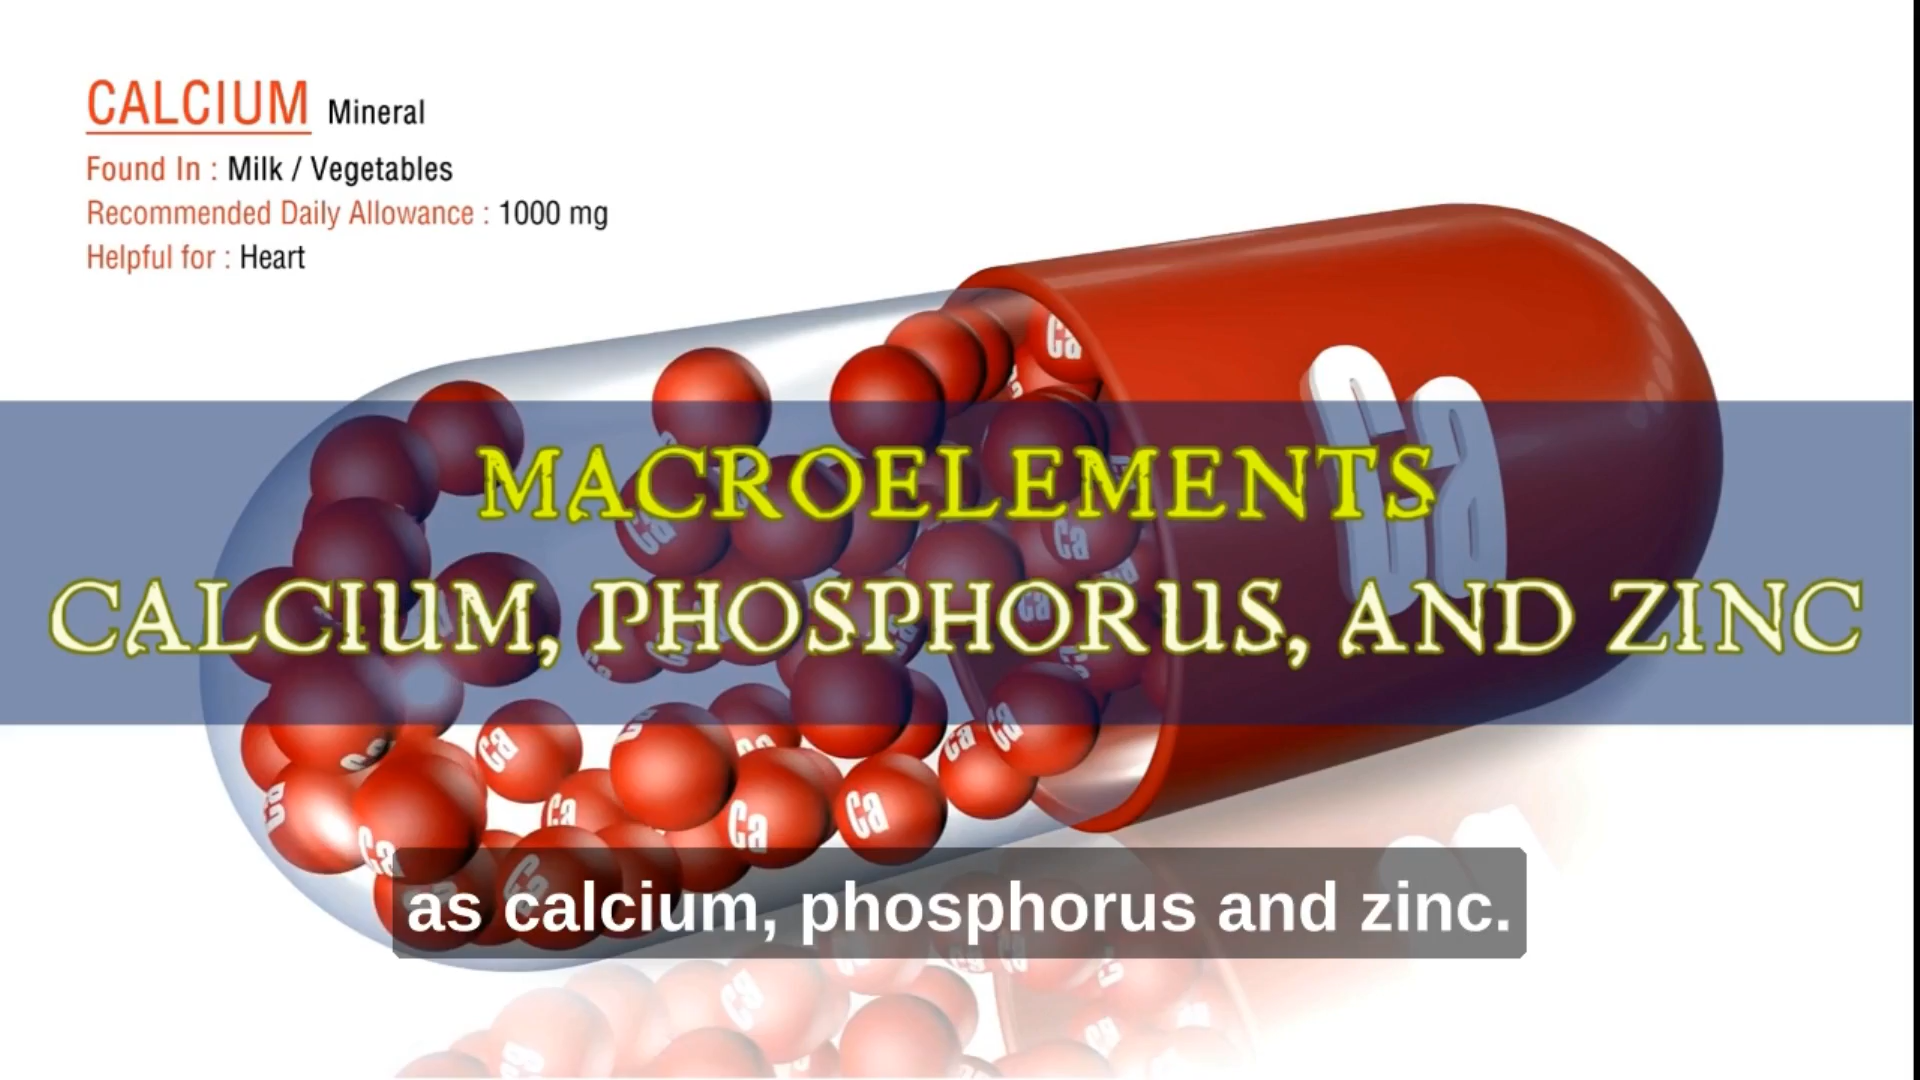 CALCIUM Mineral
Found In : Milk / Vegetables
Recommended Daily Allowance : 1000 mg
Helpful for : Heart
Ca
MACROELEMENTS
CALCIUM, PHOSPHORUS, AND ZINC
as calcium, phosphorus and zinc.